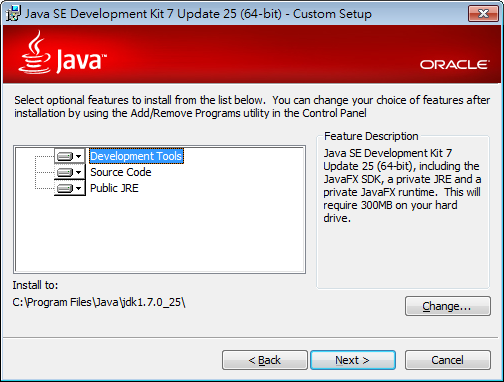 Java SE Development Kit 7 Update 25 (64-bit) - Custom Setup
Java™
ORACLE
Select optional features to install from the list below. You can change your choice of features after
installation by using the Add/Remove Programs utility in the Control Panel
Development Tools
Source Code
Public JRE
Feature Description
Java SE Development Kit 7
Update 25 (64-bit), including the
JavaFX SDK, a private JRE and a
private JavaFX runtime. This will
require 300MB on your hard
drive.
Install to:
C:\Program Files\Java\jdk1.7.0_25\
Change...
< Back
Next >
Cancel